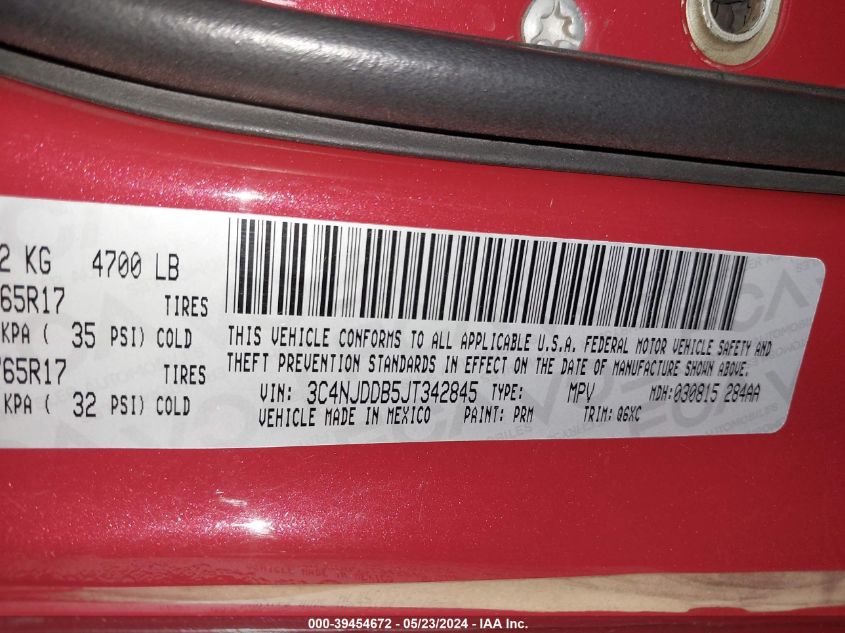 2 KG 4700 LB
65R17 TIRES
KPA ( 35 PSI) COLD
65R17 TIRES
KPA ( 32 PSI) COLD
THIS VEHICLE CONFORMS TO ALL APPLICABLE U.S.A. FEDERAL MOTOR VEHICLE SAFETY AND
THEFT PREVENTION STANDARDS IN EFFECT ON THE DATE OF MANUFACTURE SHOWN ABOVE.
VIN: 3C4NJDDB5JT342845 TYPE: MPV MDH:030815 284AA
VEHICLE MADE IN MEXICO PAINT: PRM TRIM: Q6XC
000-39454672 - 05/23/2024 - IAA Inc.